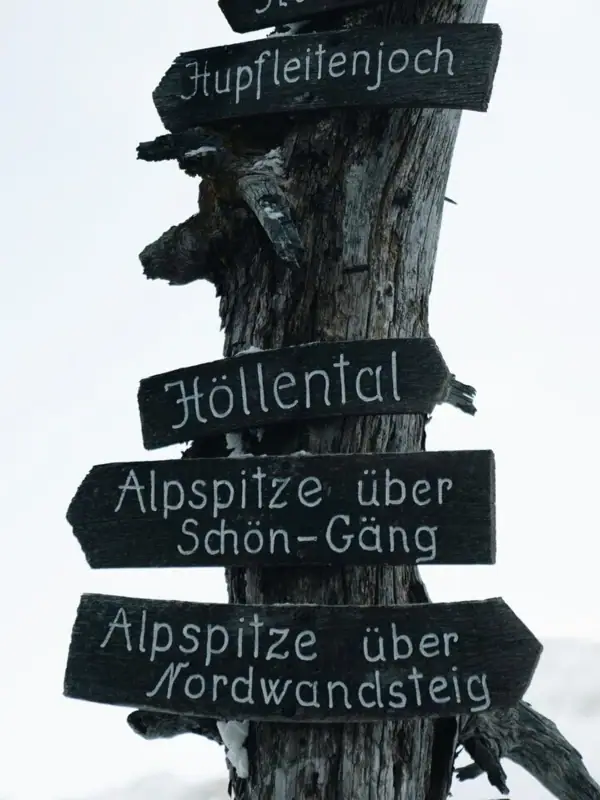 Hupfleitenjoch
Höllental
Alpspitze über
Schön-Gäng
Alpspitze über
Nordwandsteig